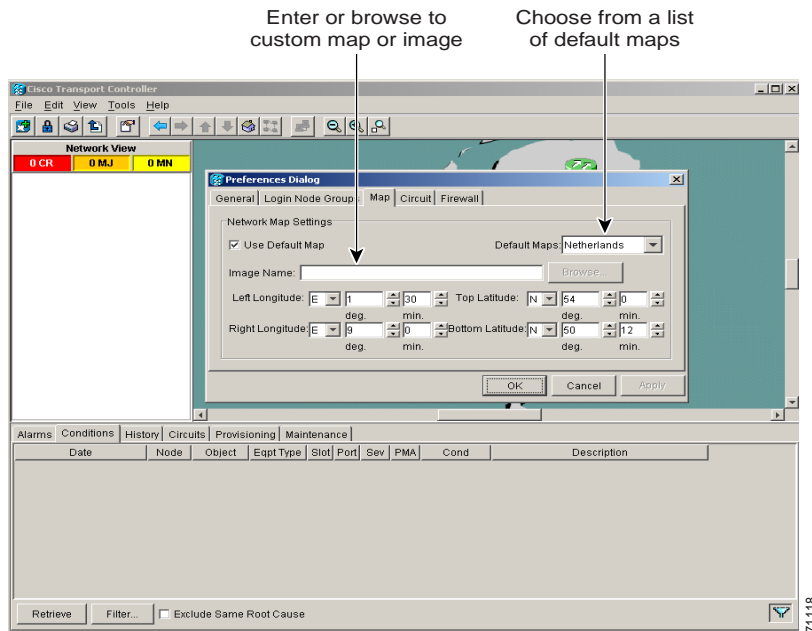 Enter or browse to
custom map or image
Choose from a list
of default maps
Cisco Transport Controller
File Edit View Tools Help
Network View
0 CR 0 MJ 0 MN
Preferences Dialog
General Login Node Groups Map Circuit Firewall
Network Map Settings
Use Default Map Default Maps: Netherlands
Image Name: Browse...
Left Longitude: E 1 30 Top Latitude: N 54 0
deg. min. deg. min.
Right Longitude: E 9 0 Bottom Latitude: N 50 12
deg. min. deg. min.
OK Cancel Apply
Alarms Conditions History Circuits Provisioning Maintenance
Date Node Object Eqpt Type Slot Port Sev PMA Cond Description
Retrieve Filter... Exclude Same Root Cause
71118